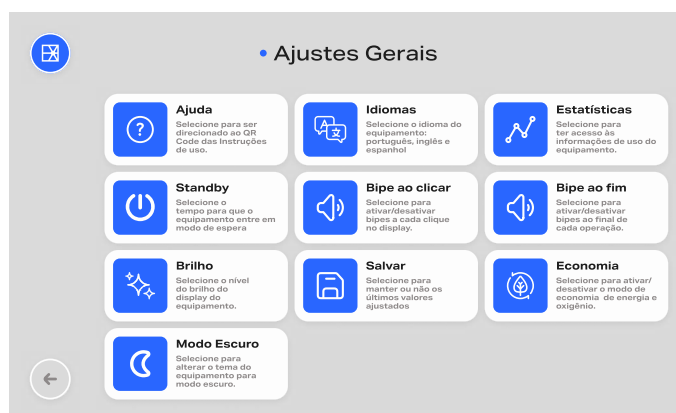 Ajustes Gerais
Ajuda
Selecione para ser
direcionado ao QR
Code das Instruções
de uso.
Idiomas
Selecione o idioma do
equipamento:
português, inglês e
espanhol
Estatísticas
Selecione para
ter acesso às
informações de uso do
equipamento.
Standby
Selecione o
tempo para que o
equipamento entre em
modo de espera
Bipe ao clicar
Selecione para
ativar/desativar
bipes a cada clique
no display.
Bipe ao fim
Selecione para
ativar/desativar
bipes ao final de
cada operação.
Brilho
Selecione o nível
do brilho do
display do
equipamento.
Salvar
Selecione para
manter ou não os
últimos valores
ajustados
Economia
Selecione para ativar/
desativar o modo de
economia de energia e
oxigênio.
Modo Escuro
Selecione para
alterar o tema do
equipamento para
modo escuro.